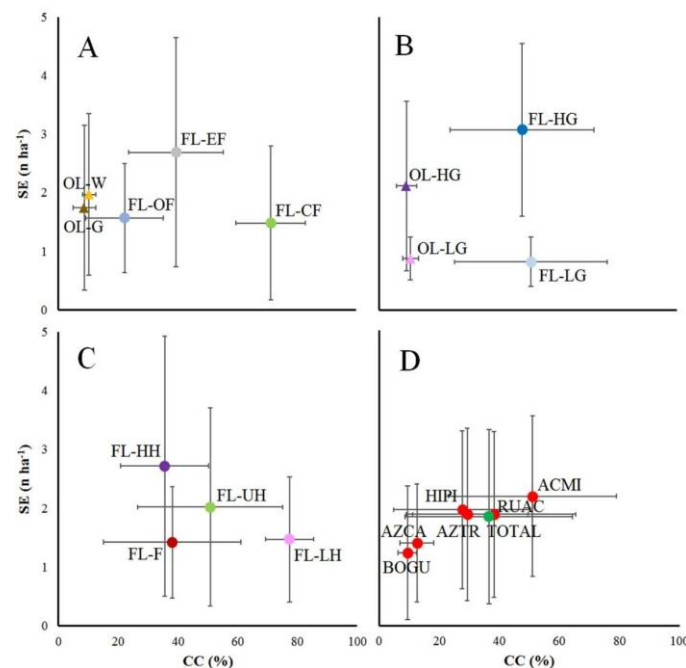 5
4
3
2
1
0
SE (n ha⁻¹)
A
OL-W
OL-G
FL-OF
FL-EF
FL-CF
B
FL-HG
OL-HG
OL-LG
FL-LG
5
4
3
2
1
0
SE (n ha⁻¹)
C
FL-HH
FL-UH
FL-F
FL-LH
0 20 40 60 80 100
CC (%)
D
ACMI
HIPI
RUAC
AZCA AZTR TOTAL
BOGU
0 20 40 60 80 100
CC (%)